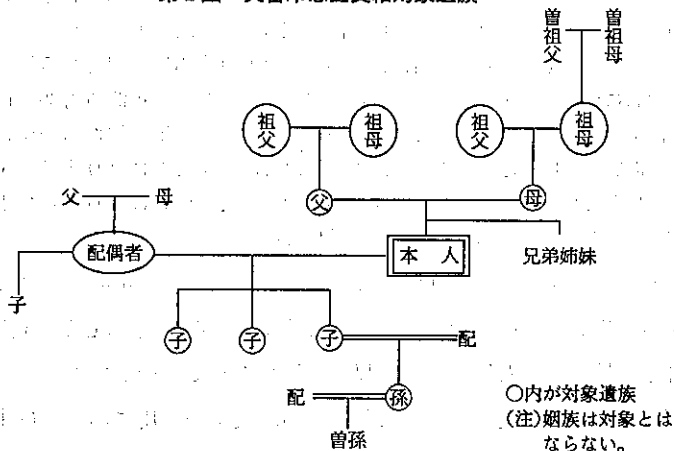 曽祖父 曽祖母
祖父 祖母 祖父 祖母
父 母
父 母
配偶者 本人 兄弟姉妹
子
子 子 子 配
配 孫
曽孫
○内が対象遺族
(注)姻族は対象とは
ならない。